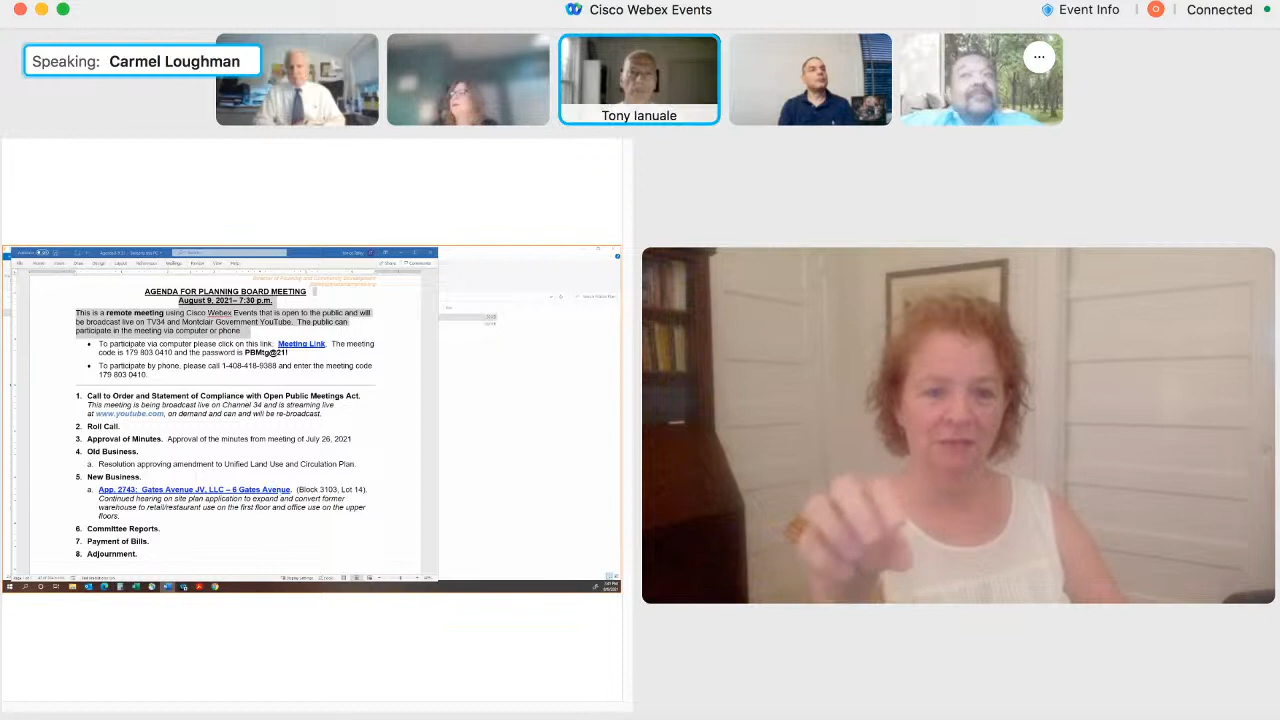 Cisco Webex Events
Event Info
Connected
Speaking: Carmel Loughman
Tony Ianuale
AGENDA FOR PLANNING BOARD MEETING
August 9, 2021– 7:30 p.m.
This is a remote meeting using Cisco Webex Events that is open to the public and will
be broadcast live on TV34 and Montclair Government YouTube. The public can
participate in the meeting via computer or phone
• To participate via computer please click on this link: Meeting Link. The meeting
code is 179 803 0410 and the password is PBMtg@21!
• To participate by phone, please call 1-408-418-9388 and enter the meeting code
179 803 0410.
1. Call to Order and Statement of Compliance with Open Public Meetings Act.
This meeting is being broadcast live on Channel 34 and is streaming live
at www.youtube.com, on demand and can and will be re-broadcast.
2. Roll Call.
3. Approval of Minutes. Approval of the minutes from meeting of July 26, 2021
4. Old Business.
a. Resolution approving amendment to Unified Land Use and Circulation Plan.
5. New Business.
a. App. 2743: Gates Avenue JV, LLC – 6 Gates Avenue. (Block 3103, Lot 14).
Continued hearing on site plan application to expand and convert former
warehouse to retail/restaurant use on the first floor and office use on the upper
floors.
6. Committee Reports.
7. Payment of Bills.
8. Adjournment.